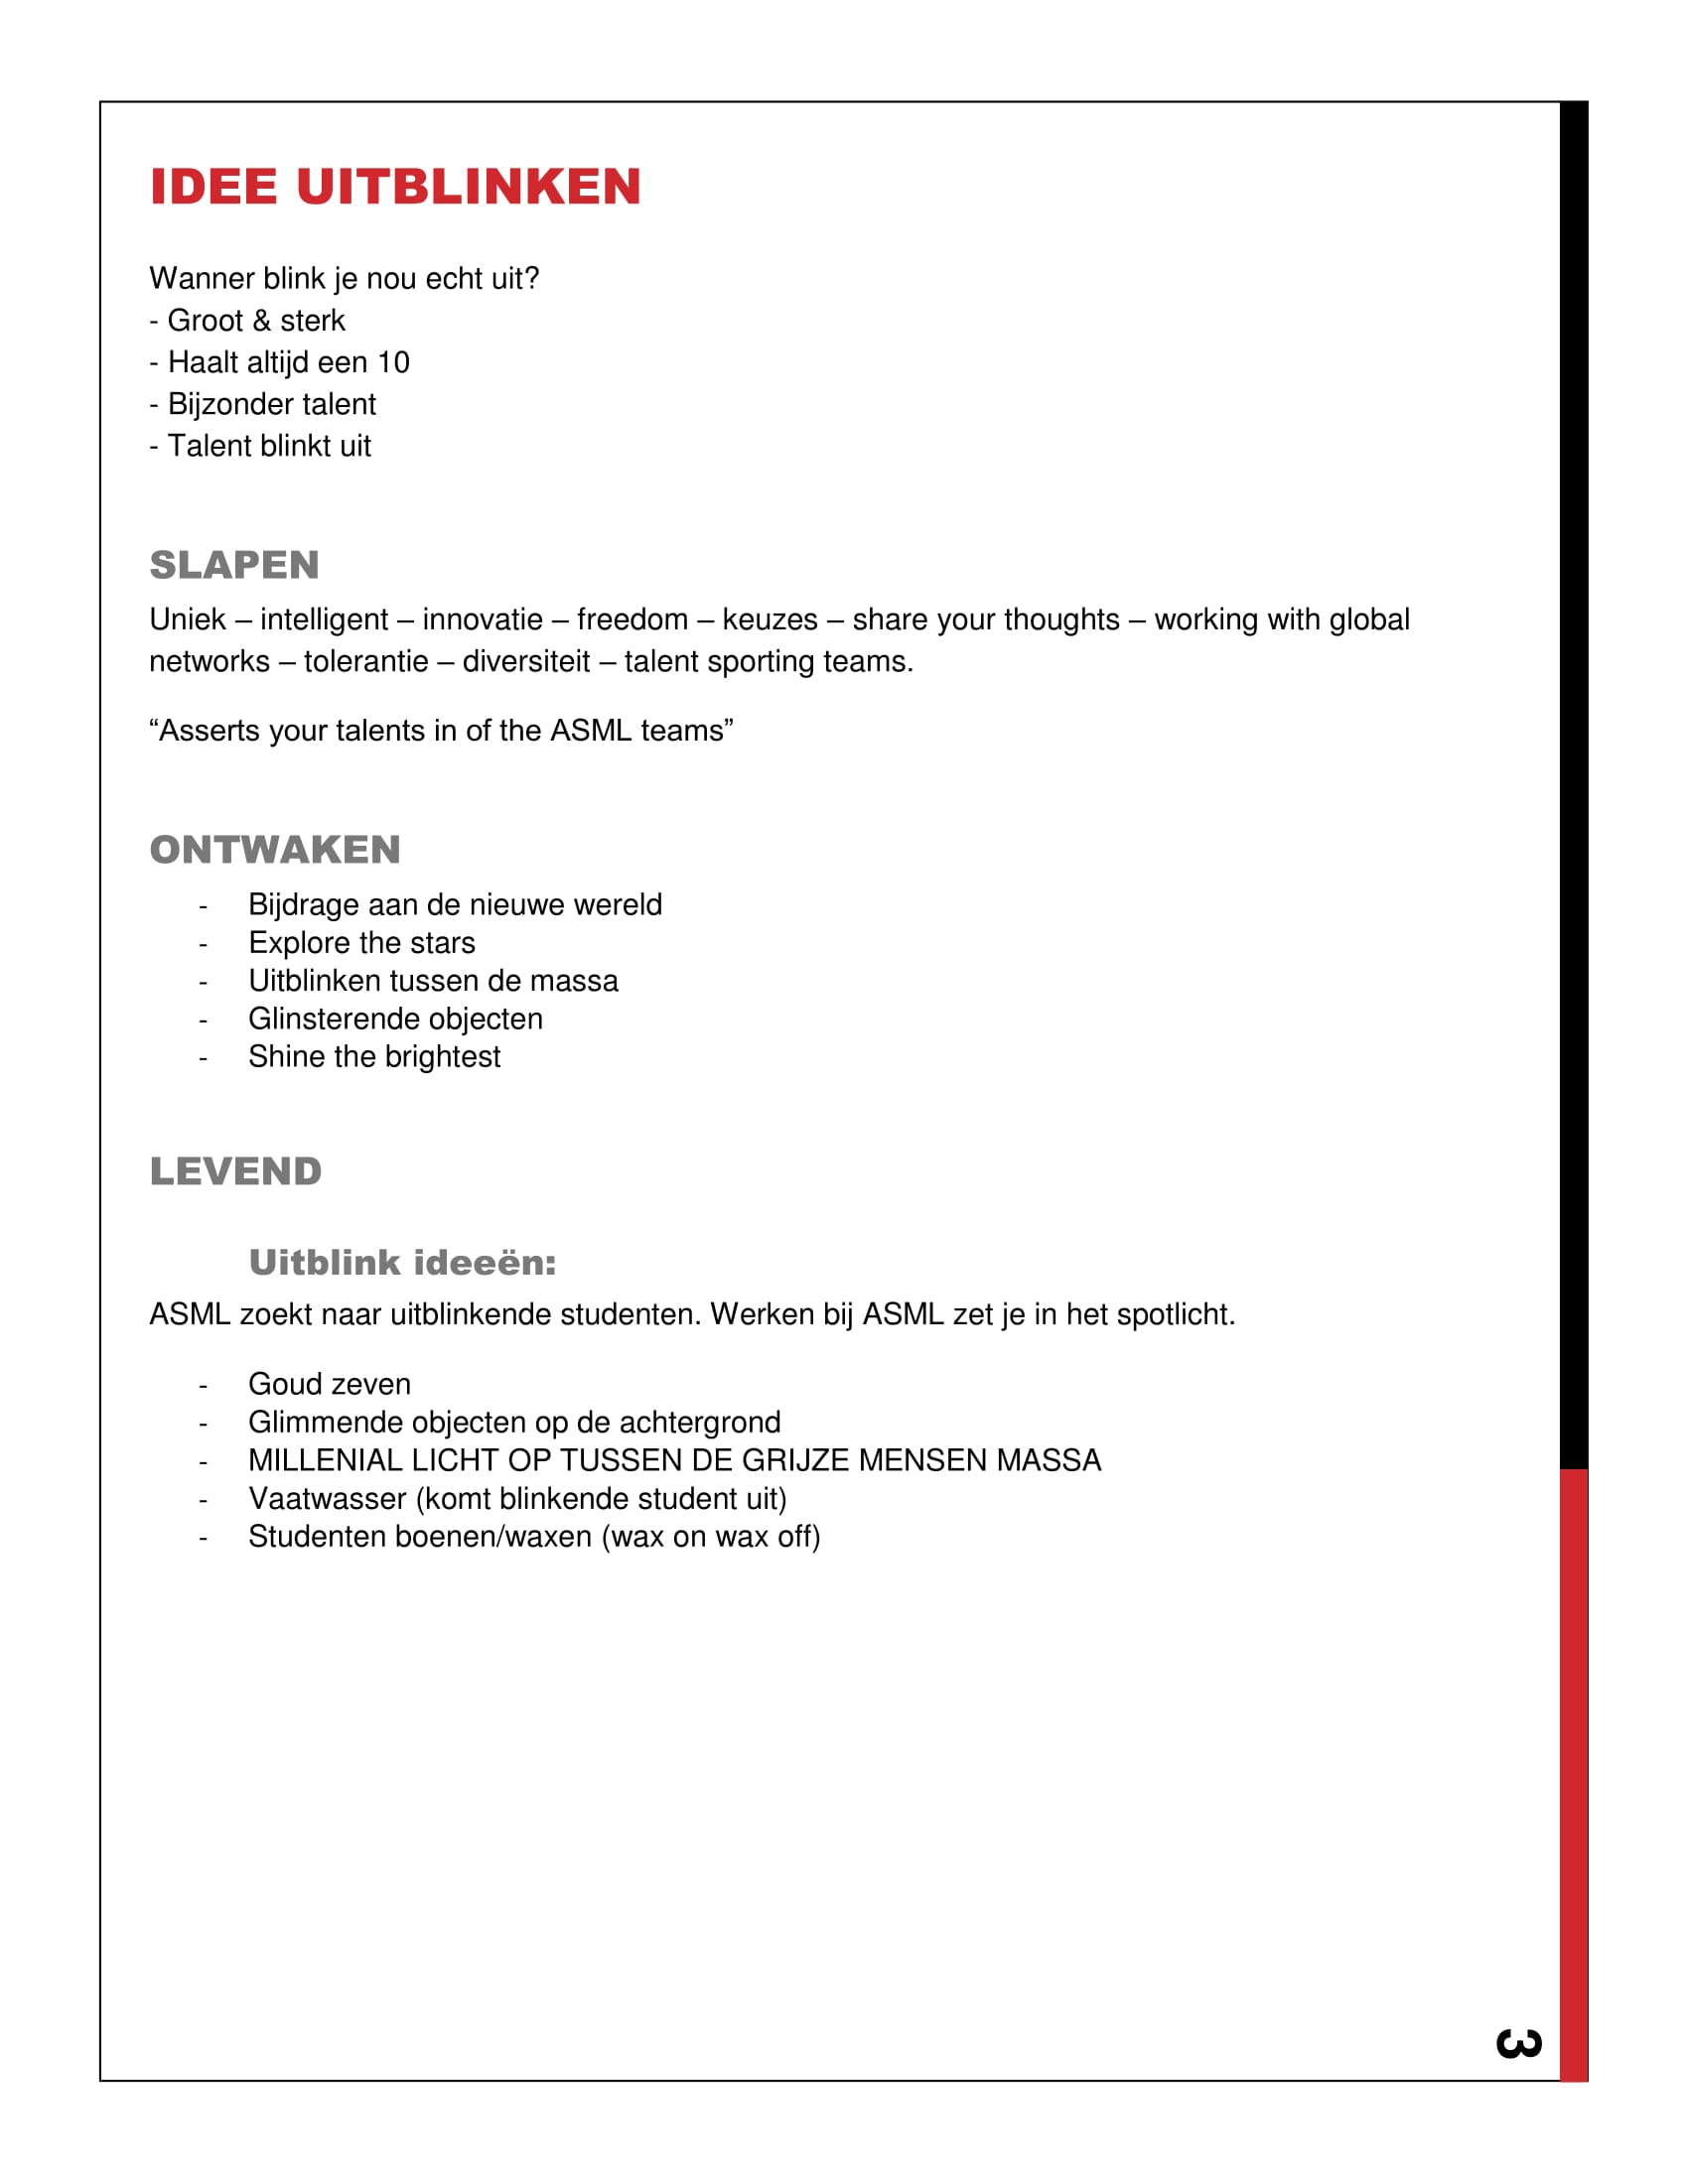 IDEE UITBLINKEN
Wanner blink je nou echt uit?
- Groot & sterk
- Haalt altijd een 10
- Bijzonder talent
- Talent blinkt uit
SLAPEN
Uniek – intelligent – innovatie – freedom – keuzes – share your thoughts – working with global
networks – tolerantie – diversiteit – talent sporting teams.
“Asserts your talents in of the ASML teams”
ONTWAKEN
- Bijdrage aan de nieuwe wereld
- Explore the stars
- Uitblinken tussen de massa
- Glinsterende objecten
- Shine the brightest
LEVEND
Uitblink ideeën:
ASML zoekt naar uitblinkende studenten. Werken bij ASML zet je in het spotlicht.
- Goud zeven
- Glimmende objecten op de achtergrond
- MILLENIAL LICHT OP TUSSEN DE GRIJZE MENSEN MASSA
- Vaatwasser (komt blinkende student uit)
- Studenten boenen/waxen (wax on wax off)
3